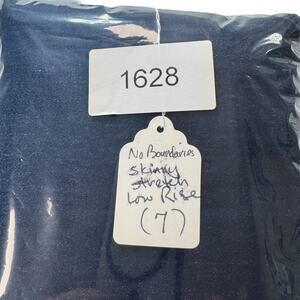 1628
No Boundaries
Skinny
stretch
Low Rise
(7)